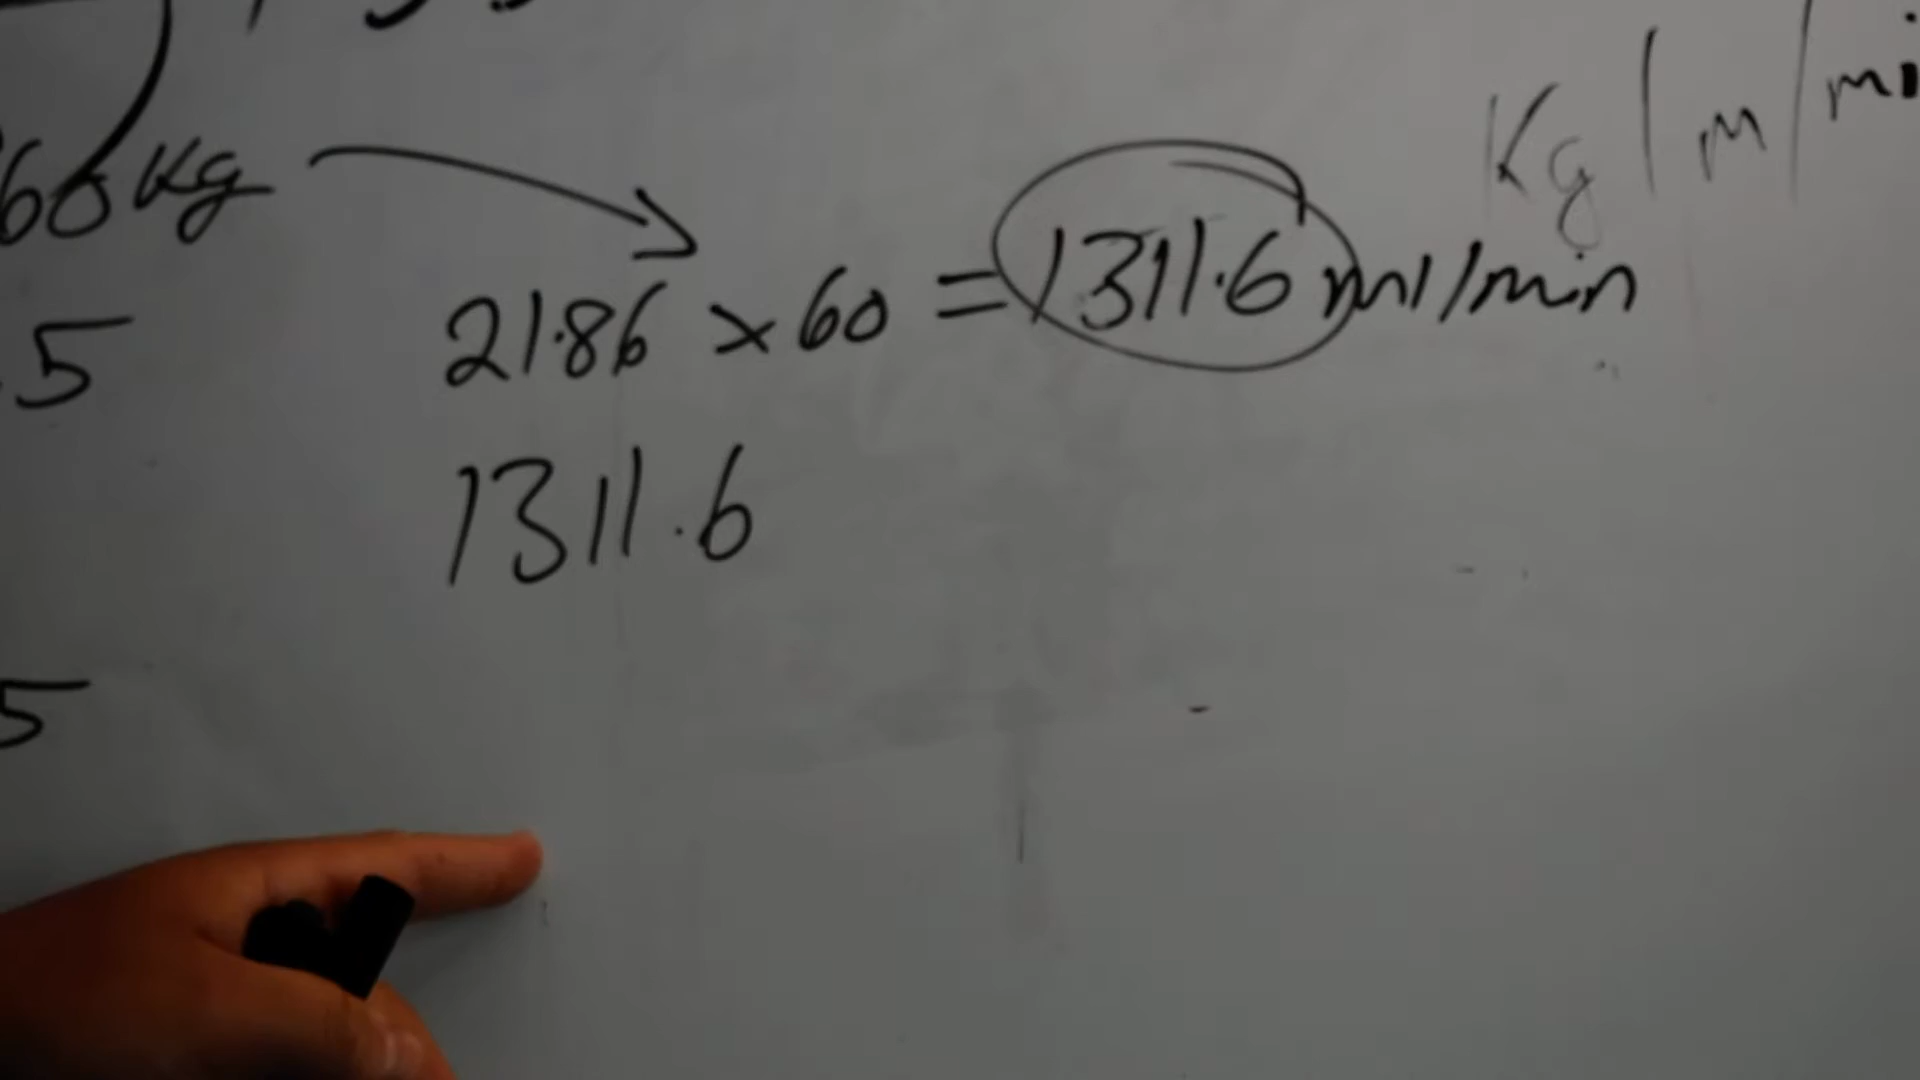 Kg/m/mi
60 Kg
21.86 × 60 = 1311.6 ml/min
.5
1311.6
5